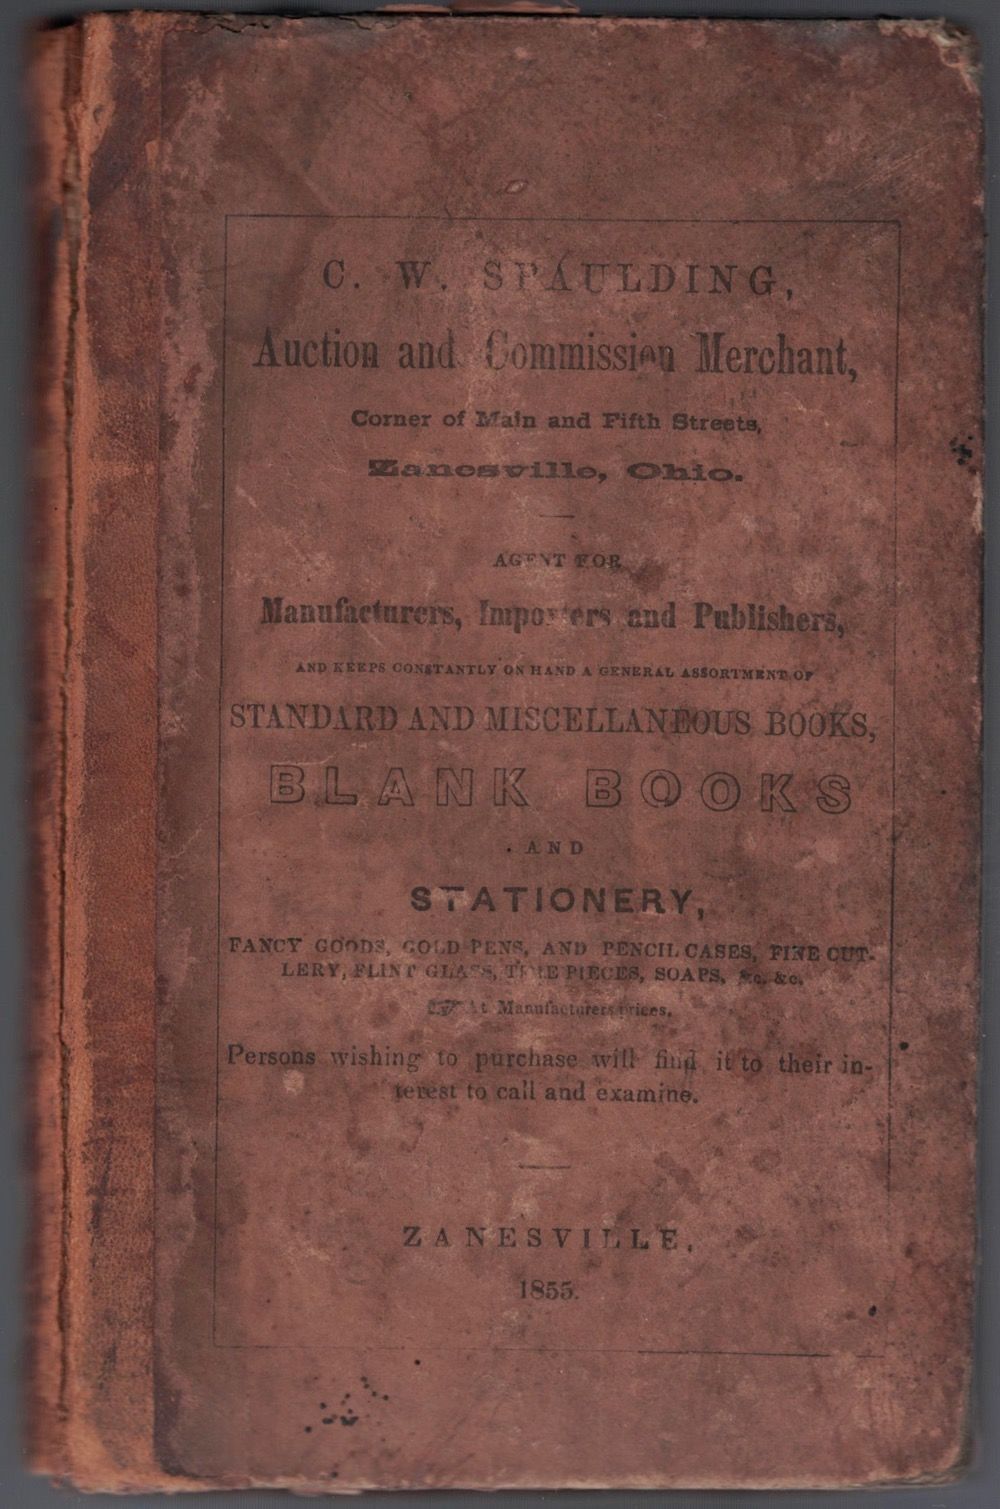 C. W. SPAULDING,
Auction and Commission Merchant,
Corner of Main and Fifth Streets,
Zanesville, Ohio.
AGENT FOR
Manufacturers, Importers and Publishers,
AND KEEPS CONSTANTLY ON HAND A GENERAL ASSORTMENT OF
STANDARD AND MISCELLANEOUS BOOKS,
BLANK BOOKS
AND
STATIONERY,
FANCY GOODS, GOLD PENS, AND PENCIL CASES, FINE CUT-
LERY, FLINT GLASS, TIME PIECES, SOAPS, &c. &c.
☞ At Manufacturers prices.
Persons wishing to purchase will find it to their in-
terest to call and examine.
ZANESVILLE,
1855.